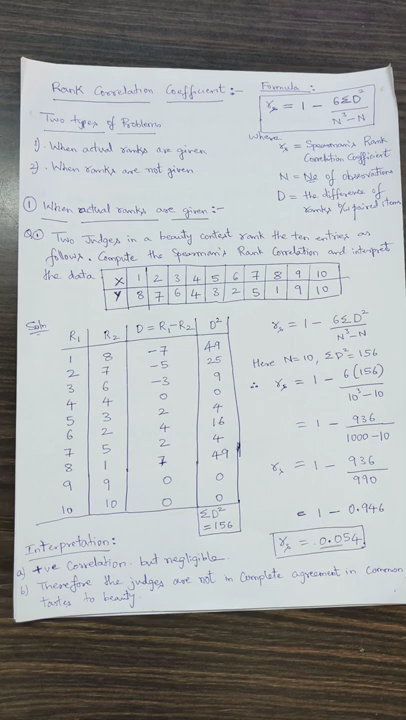 Rank Correlation Coefficient :-
Formula :
r_s = 1 - 6ΣD² / N³-N
Two types of Problems
1). When actual ranks are given
2). When ranks are not given
Where
r_s = Spearman's Rank
Correlation Coefficient
N = No of observations
D = the difference of
ranks b/w paired items
① When actual ranks are given :-
Q① Two Judges in a beauty contest rank the ten entries as
follows. Compute the Spearman's Rank Correlation and interpret
the data
X 1 2 3 4 5 6 7 8 9 10
Y 8 7 6 4 3 2 5 1 9 10
Soln
R₁ R₂ D = R₁-R₂ D²
1 8 -7 49
2 7 -5 25
3 6 -3 9
4 4 0 0
5 3 2 4
6 2 4 16
7 5 2 4
8 1 7 49
9 9 0 0
10 10 0 0
ΣD²
= 156
r_s = 1 - 6ΣD² / N³-N
Here N=10, ΣD²=156
∴ r_s = 1 - 6(156) / 10³-10
= 1 - 936 / 1000-10
r_s = 1 - 936 / 990
= 1 - 0.946
r_s = 0.054
Interpretation :
a) +ve Correlation but negligible.
b) Therefore the judges are not in Complete agreement in Common
tastes to beauty.